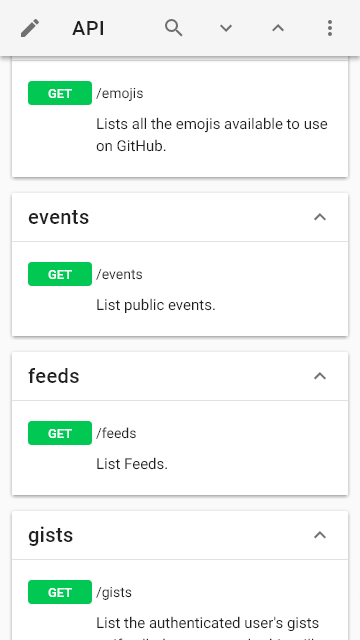 API
GET /emojis
Lists all the emojis available to use
on GitHub.
events
GET /events
List public events.
feeds
GET /feeds
List Feeds.
gists
GET /gists
List the authenticated user's gists